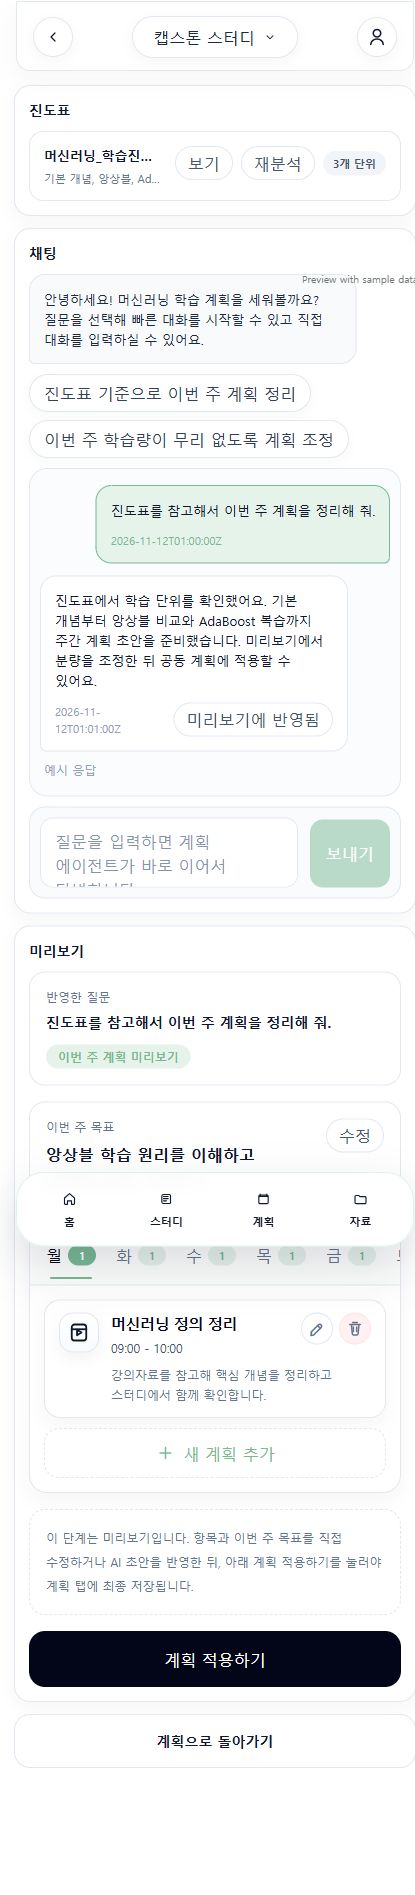 캡스톤 스터디
진도표
머신러닝_학습진...
기본 개념, 앙상블, Ad...
보기
재분석
3개 단위
채팅
Preview with sample data
안녕하세요! 머신러닝 학습 계획을 세워볼까요?
질문을 선택해 빠른 대화를 시작할 수 있고 직접
대화를 입력하실 수 있어요.
진도표 기준으로 이번 주 계획 정리
이번 주 학습량이 무리 없도록 계획 조정
진도표를 참고해서 이번 주 계획을 정리해 줘.
2026-11-12T01:00:00Z
진도표에서 학습 단위를 확인했어요. 기본
개념부터 앙상블 비교와 AdaBoost 복습까지
주간 계획 초안을 준비했습니다. 미리보기에서
분량을 조정한 뒤 공동 계획에 적용할 수
있어요.
2026-11-
12T01:01:00Z
미리보기에 반영됨
예시 응답
질문을 입력하면 계획
에이전트가 바로 이어서
보내기
미리보기
반영한 질문
진도표를 참고해서 이번 주 계획을 정리해 줘.
이번 주 계획 미리보기
이번 주 목표
앙상블 학습 원리를 이해하고
수정
홈
스터디
계획
자료
월 1
화 1
수 1
목 1
금 1
머신러닝 정의 정리
09:00 - 10:00
강의자료를 참고해 핵심 개념을 정리하고
스터디에서 함께 확인합니다.
+ 새 계획 추가
이 단계는 미리보기입니다. 항목과 이번 주 목표를 직접
수정하거나 AI 초안을 반영한 뒤, 아래 계획 적용하기를 눌러야
계획 탭에 최종 저장됩니다.
계획 적용하기
계획으로 돌아가기